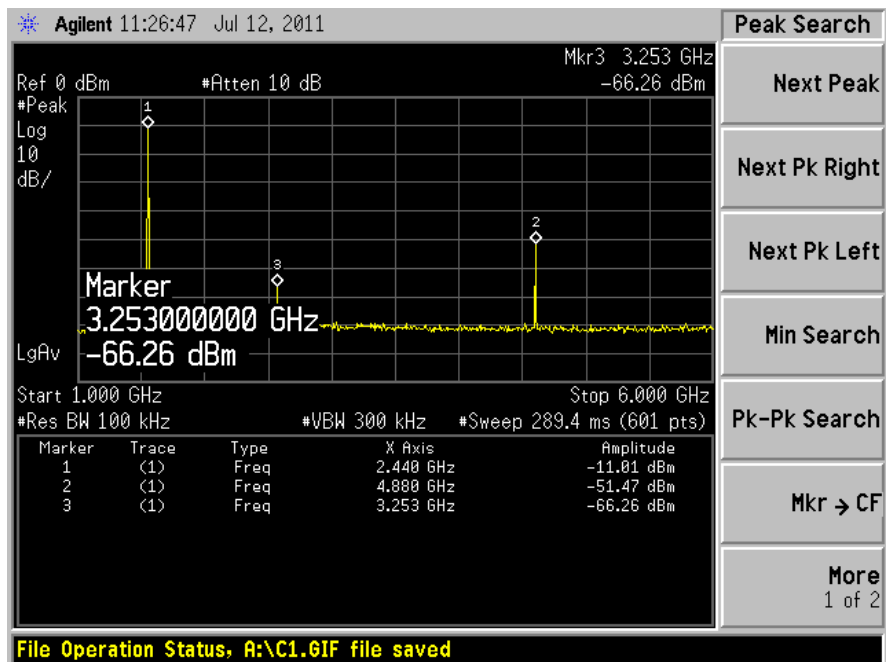 Agilent 11:26:47 Jul 12, 2011
Peak Search
Mkr3 3.253 GHz
Ref 0 dBm #Atten 10 dB -66.26 dBm
#Peak
Log
10
dB/
1
2
3
Marker
3.253000000 GHz
-66.26 dBm
LgAv
Start 1.000 GHz Stop 6.000 GHz
#Res BW 100 kHz #VBW 300 kHz #Sweep 289.4 ms (601 pts)
Marker Trace Type X Axis Amplitude
1 (1) Freq 2.440 GHz -11.01 dBm
2 (1) Freq 4.880 GHz -51.47 dBm
3 (1) Freq 3.253 GHz -66.26 dBm
Next Peak
Next Pk Right
Next Pk Left
Min Search
Pk-Pk Search
Mkr → CF
More
1 of 2
File Operation Status, A:\C1.GIF file saved